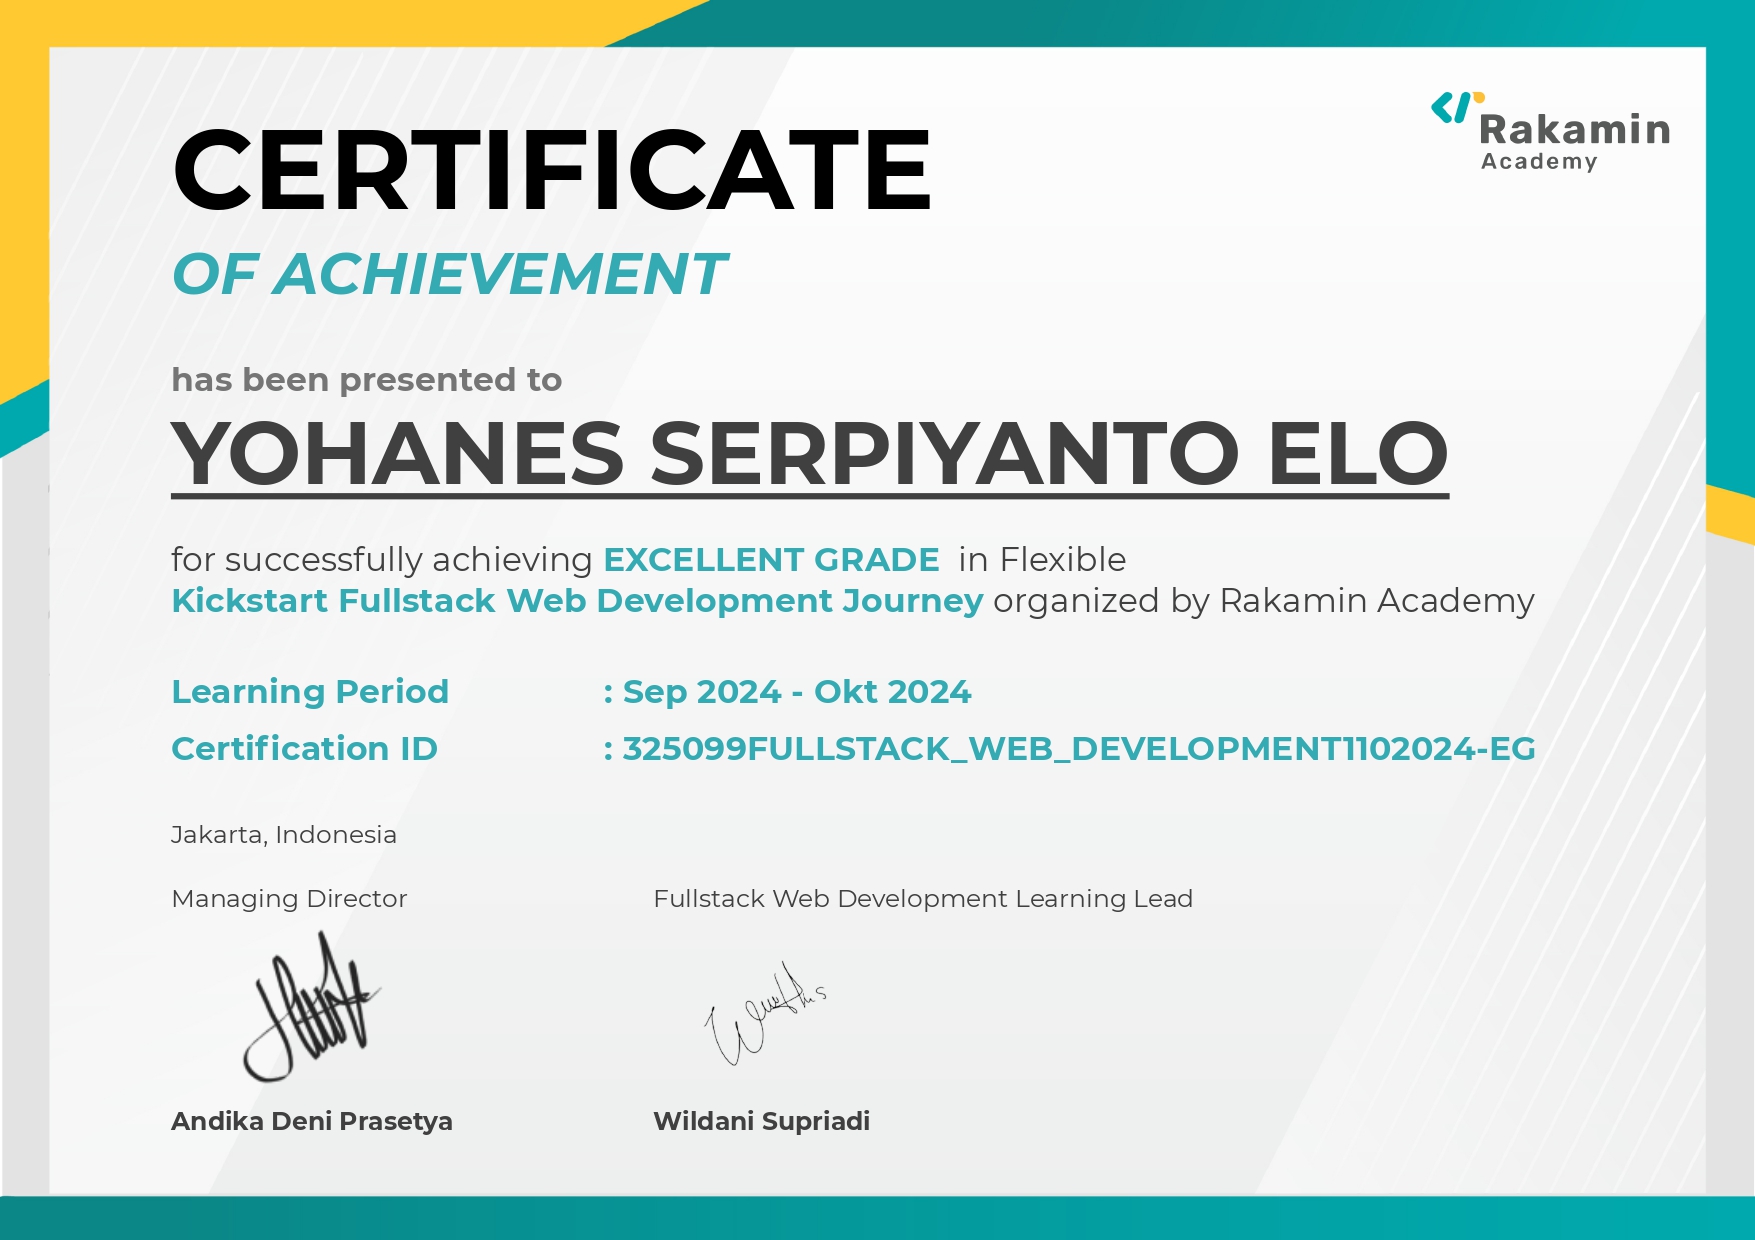 Rakamin
Academy
CERTIFICATE
OF ACHIEVEMENT
has been presented to
YOHANES SERPIYANTO ELO
for successfully achieving EXCELLENT GRADE in Flexible
Kickstart Fullstack Web Development Journey organized by Rakamin Academy
Learning Period : Sep 2024 - Okt 2024
Certification ID : 325099FULLSTACK_WEB_DEVELOPMENT1102024-EG
Jakarta, Indonesia
Managing Director
Fullstack Web Development Learning Lead
Andika Deni Prasetya
Wildani Supriadi